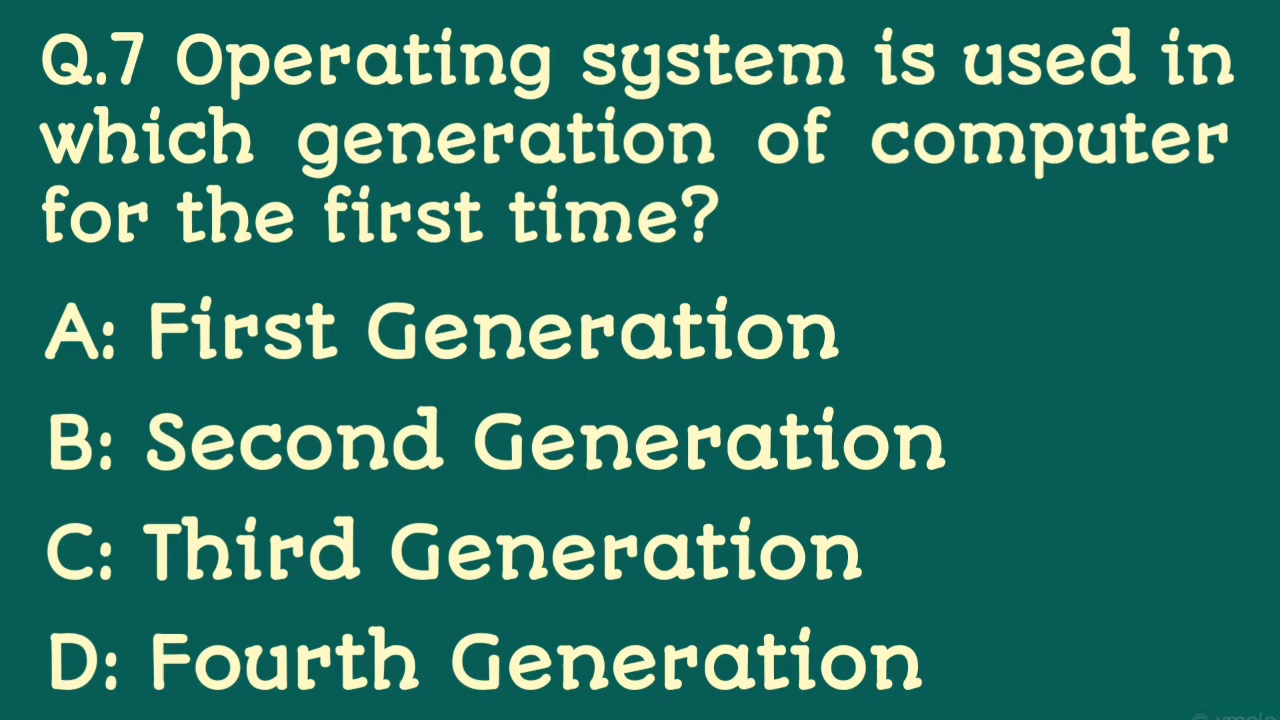 Q.7 Operating system is used in
which generation of computer
for the first time?
A: First Generation
B: Second Generation
C: Third Generation
D: Fourth Generation